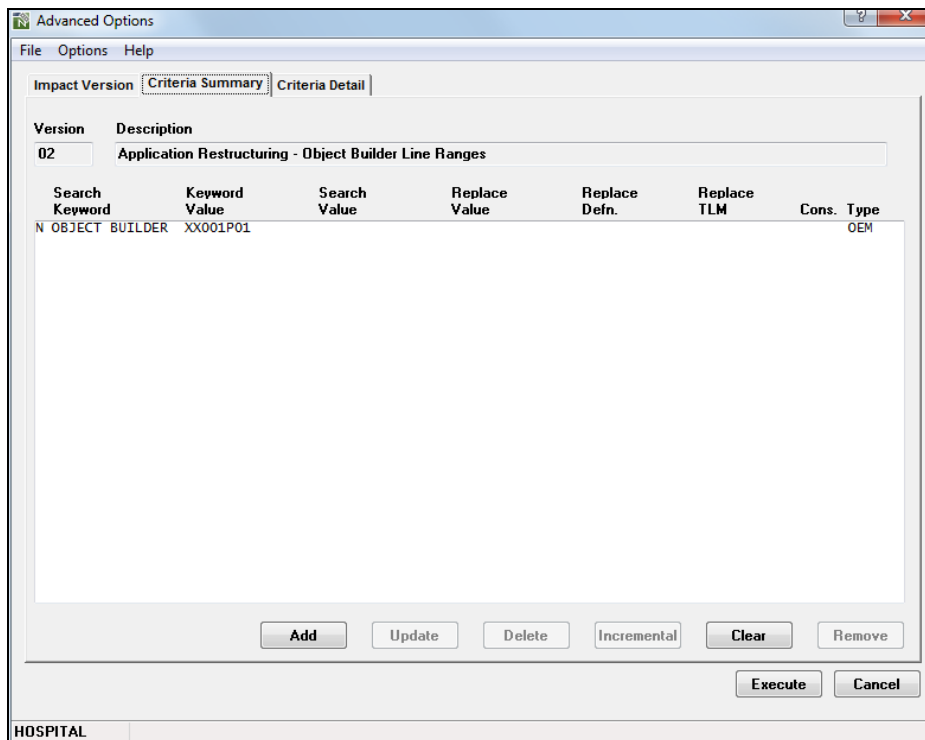 Advanced Options
File Options Help
Impact Version Criteria Summary Criteria Detail
Version Description
02 Application Restructuring - Object Builder Line Ranges
Search Keyword Search Replace Replace Replace
Keyword Value Value Value Defn. TLM Cons. Type
N OBJECT BUILDER XX001P01 OEM
Add Update Delete Incremental Clear Remove
Execute Cancel
HOSPITAL